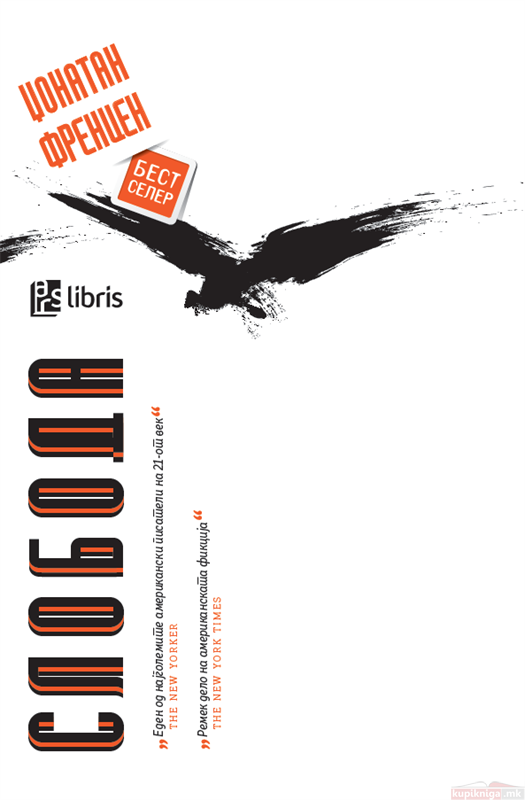 ЏОНАТАН
ФРЕНЦЕН
БЕСТ
СЕЛЕР
ars libris
СЛОБОДА
„Еден од најголемите американски писатели на 21-от век“
THE NEW YORKER
„Ремек дело на американската фикција“
THE NEW YORK TIMES
kupikniga.mk